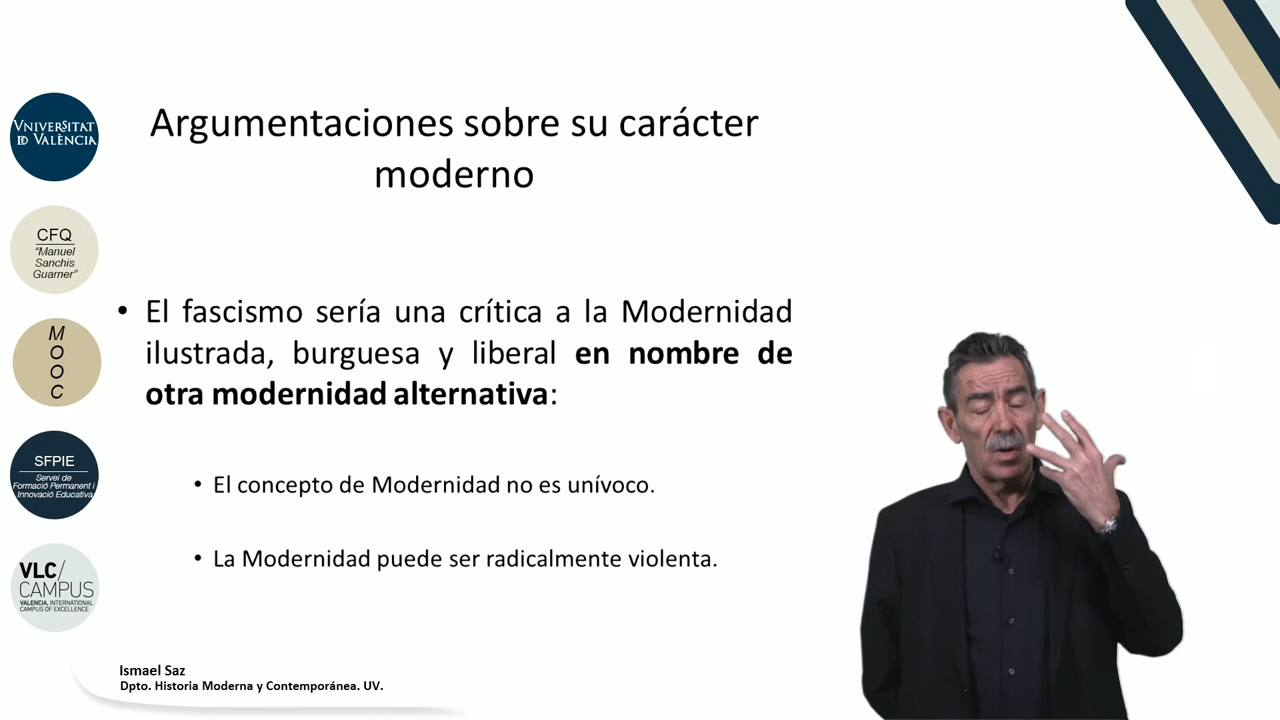 Argumentaciones sobre su carácter
moderno
VNIVERSITAT
ID VALÈNCIA
CFQ
"Manuel
Sanchis
Guarner"
M
O
O
C
SFPIE
Servei de
Formació Permanent i
Innovació Educativa
VLC/
CAMPUS
VALENCIA, INTERNATIONAL
CAMPUS OF EXCELLENCE
• El fascismo sería una crítica a la Modernidad
ilustrada, burguesa y liberal en nombre de
otra modernidad alternativa:
• El concepto de Modernidad no es unívoco.
• La Modernidad puede ser radicalmente violenta.
Ismael Saz
Dpto. Historia Moderna y Contemporánea. UV.